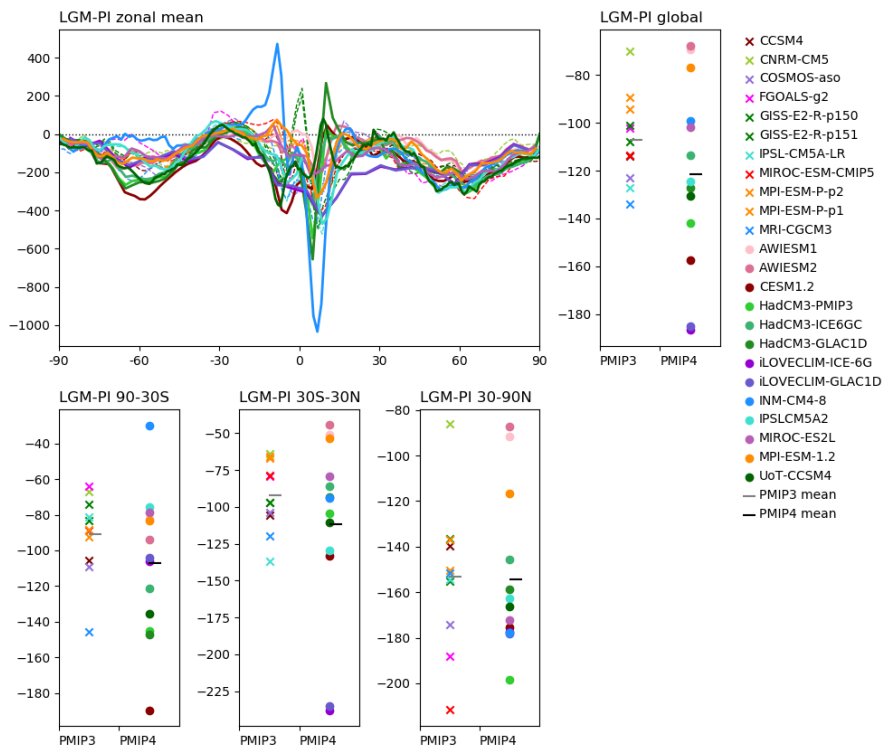 LGM-PI zonal mean
400
200
0
−200
−400
−600
−800
−1000
-90
-60
-30
0
30
60
90
LGM-PI global
−80
−100
−120
−140
−160
−180
PMIP3
PMIP4
CCSM4
CNRM-CM5
COSMOS-aso
FGOALS-g2
GISS-E2-R-p150
GISS-E2-R-p151
IPSL-CM5A-LR
MIROC-ESM-CMIP5
MPI-ESM-P-p2
MPI-ESM-P-p1
MRI-CGCM3
AWIESM1
AWIESM2
CESM1.2
HadCM3-PMIP3
HadCM3-ICE6GC
HadCM3-GLAC1D
iLOVECLIM-ICE-6G
iLOVECLIM-GLAC1D
INM-CM4-8
IPSLCM5A2
MIROC-ES2L
MPI-ESM-1.2
UoT-CCSM4
PMIP3 mean
PMIP4 mean
LGM-PI 90-30S
−40
−60
−80
−100
−120
−140
−160
−180
PMIP3
PMIP4
LGM-PI 30S-30N
−50
−75
−100
−125
−150
−175
−200
−225
PMIP3
PMIP4
LGM-PI 30-90N
−80
−100
−120
−140
−160
−180
−200
PMIP3
PMIP4